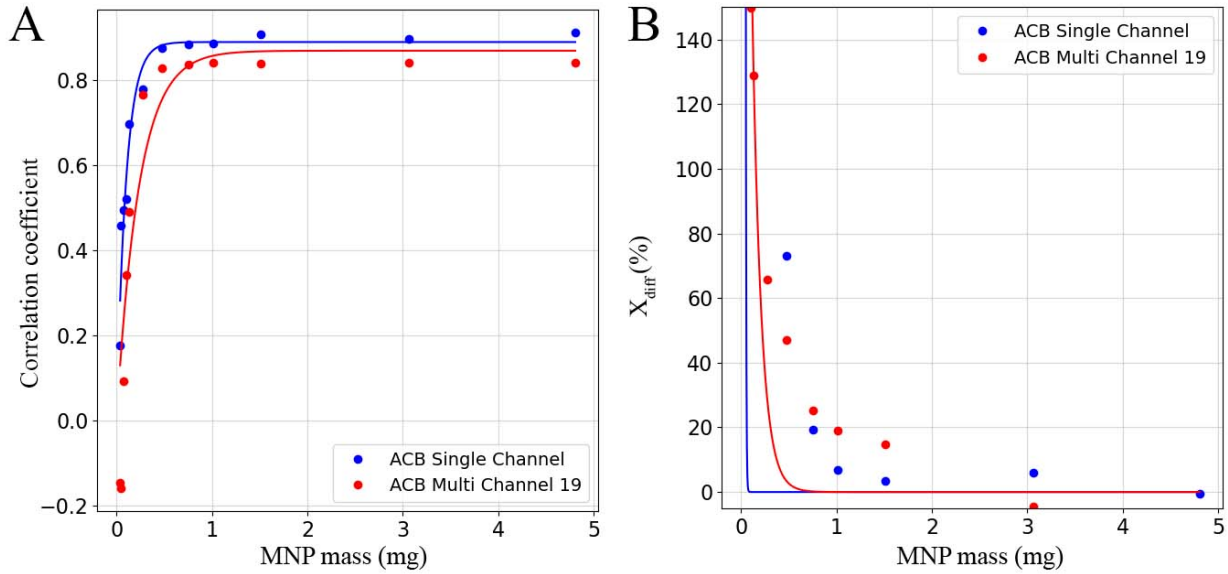 A
Correlation coefficient
0.8
0.6
0.4
0.2
0.0
−0.2
0
1
2
3
4
5
MNP mass (mg)
ACB Single Channel
ACB Multi Channel 19
B
X_diff(%)
140
120
100
80
60
40
20
0
0
1
2
3
4
5
MNP mass (mg)
ACB Single Channel
ACB Multi Channel 19